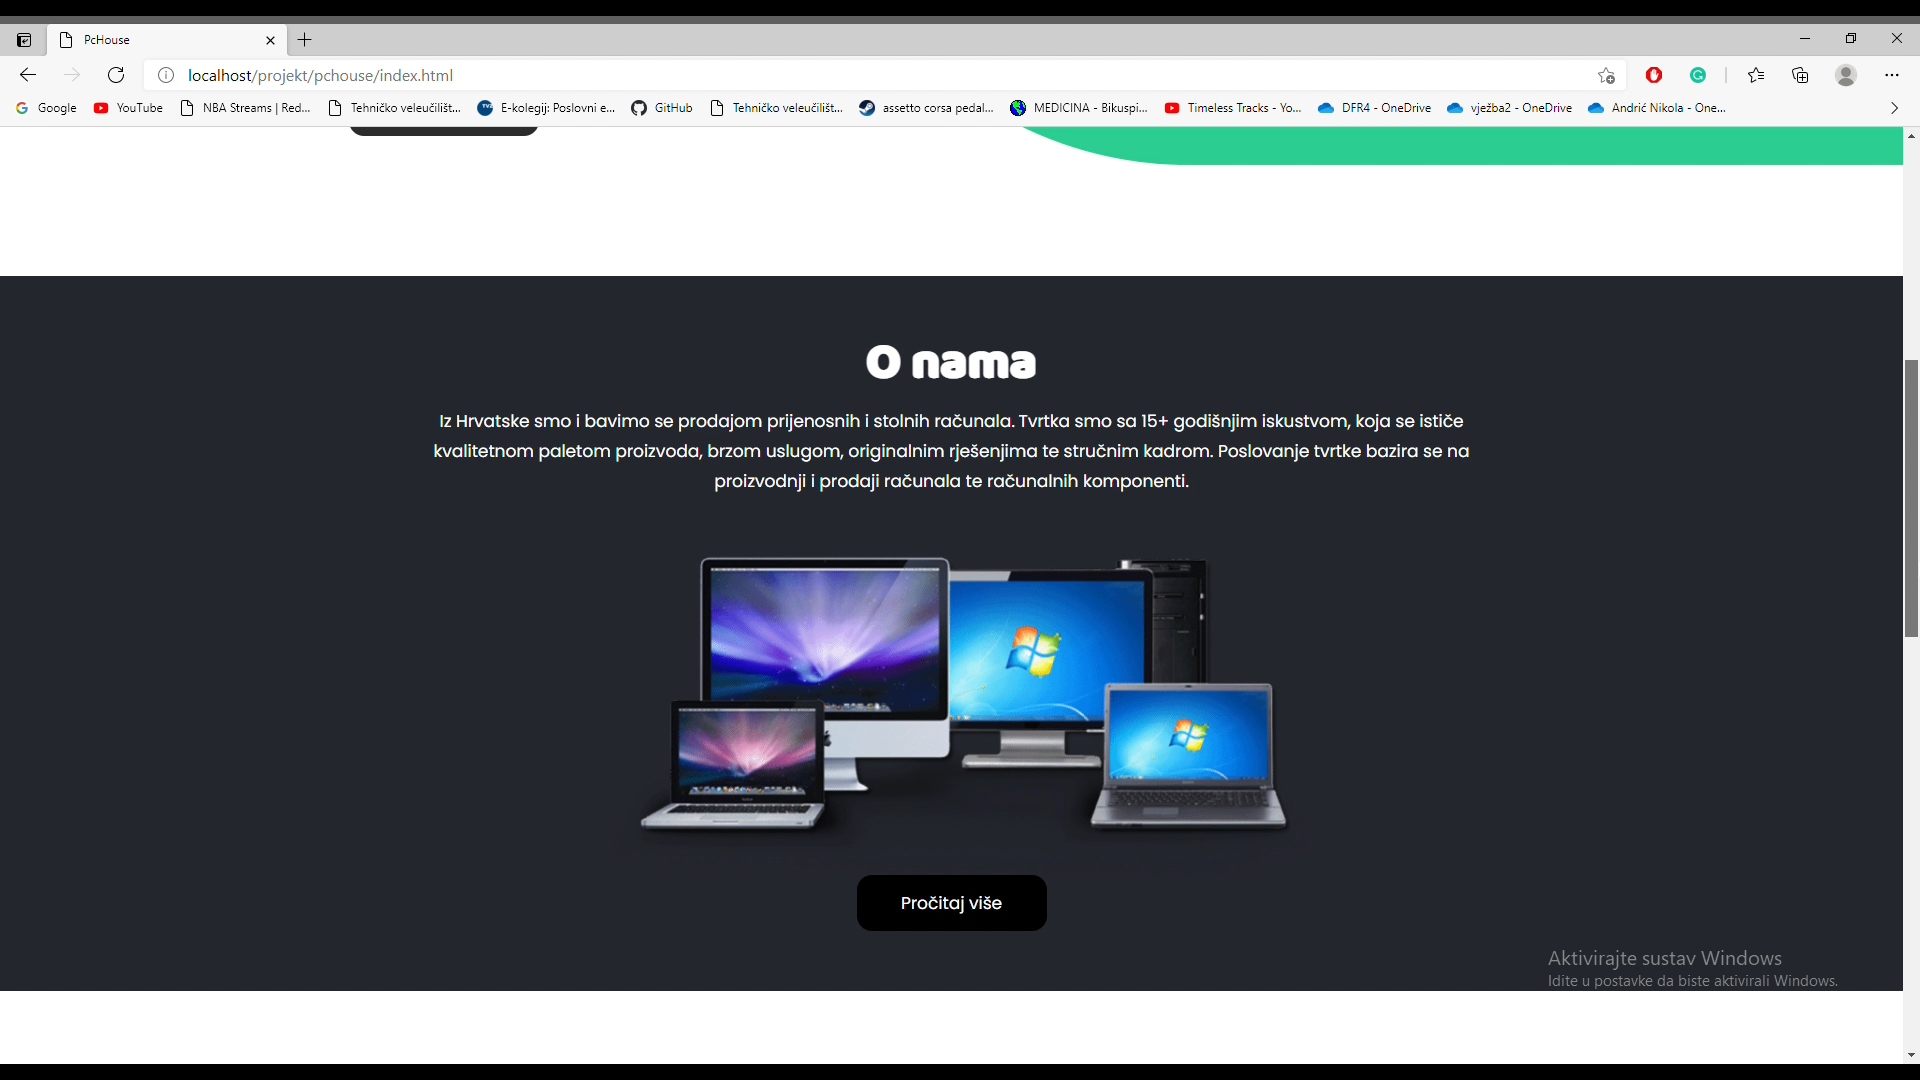 PcHouse
localhost/projekt/pchouse/index.html
Google YouTube NBA Streams | Red... Tehničko veleučilišt... E-kolegij: Poslovni e... GitHub Tehničko veleučilišt... assetto corsa pedal... MEDICINA - Bikuspi... Timeless Tracks - Yo... DFR4 - OneDrive vježba2 - OneDrive Andrić Nikola - One...
O nama
Iz Hrvatske smo i bavimo se prodajom prijenosnih i stolnih računala. Tvrtka smo sa 15+ godišnjim iskustvom, koja se ističe
kvalitetnom paletom proizvoda, brzom uslugom, originalnim rješenjima te stručnim kadrom. Poslovanje tvrtke bazira se na
proizvodnji i prodaji računala te računalnih komponenti.
Pročitaj više
Aktivirajte sustav Windows
Idite u postavke da biste aktivirali Windows.